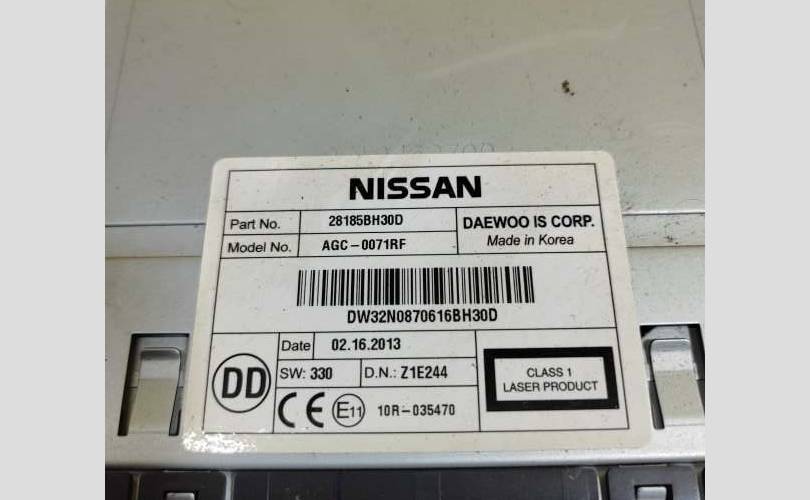 NISSAN
Part No. 28185BH30D
DAEWOO IS CORP.
Model No. AGC-0071RF
Made in Korea
DW32N0870616BH30D
Date 02.16.2013
DD
SW: 330 D.N.: Z1E244
CLASS 1
LASER PRODUCT
CE E11 10R-035470